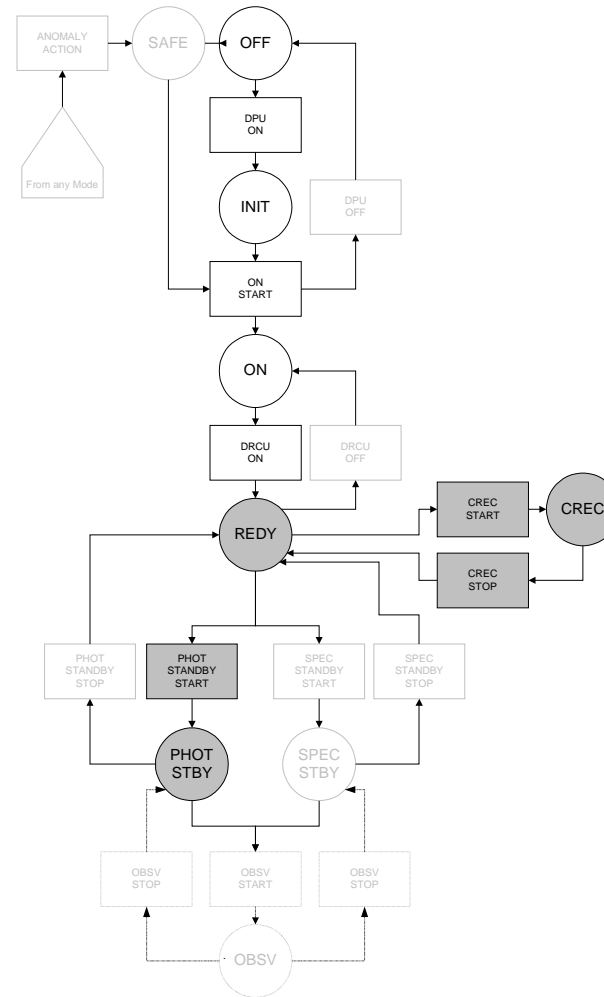 ANOMALY
ACTION
SAFE
OFF
DPU
ON
From any Mode
INIT
DPU
OFF
ON
START
ON
DRCU
ON
DRCU
OFF
REDY
CREC
START
CREC
CREC
STOP
PHOT
STANDBY
STOP
PHOT
STANDBY
START
SPEC
STANDBY
START
SPEC
STANDBY
STOP
PHOT
STBY
SPEC
STBY
OBSV
STOP
OBSV
START
OBSV
STOP
OBSV